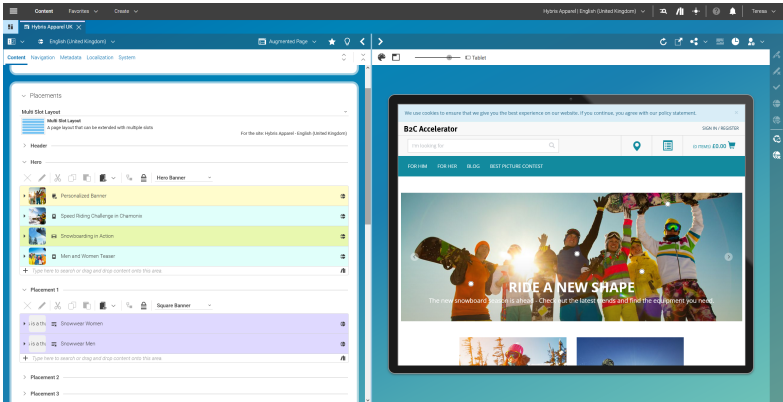 Content Favorites Create Hybris Apparel | English (United Kingdom) Teresa
Hybris Apparel UK
English (United Kingdom) Augmented Page
Content Navigation Metadata Localization System
Tablet
Placements
Multi Slot Layout
Multi Slot Layout
A page layout that can be extended with multiple slots
For the site: Hybris Apparel - English (United Kingdom)
Header
Hero
Hero Banner
Personalized Banner
Speed Riding Challenge in Chamonix
Snowboarding in Action
Men and Women Teaser
Type here to search or drag and drop content onto this area.
Placement 1
Square Banner
is a th Snowwear Women
is a th Snowwear Men
Type here to search or drag and drop content onto this area.
Placement 2
Placement 3
We use cookies to ensure that we give you the best experience on our website. If you continue, you agree with our policy statement.
B2C Accelerator SIGN IN / REGISTER
I'm looking for
(0 ITEMS) £0.00
FOR HIM FOR HER BLOG BEST PICTURE CONTEST
RIDE A NEW SHAPE
The new snowboard season is ahead - Check out the latest trends and find the equipment you need.